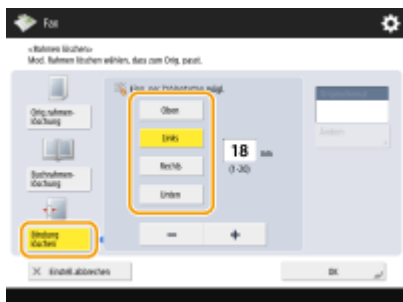 Fax
<Rahmen löschen>
Mod. Rahmen löschen wählen, dass zum Orig. passt.
Orig.rahmen-
löschung
Buchrahmen-
löschung
Bindung
löschen
Oben
Links
Rechts
Unten
18 mm
(1-30)
Ändern
Einstell.abbrechen
OK